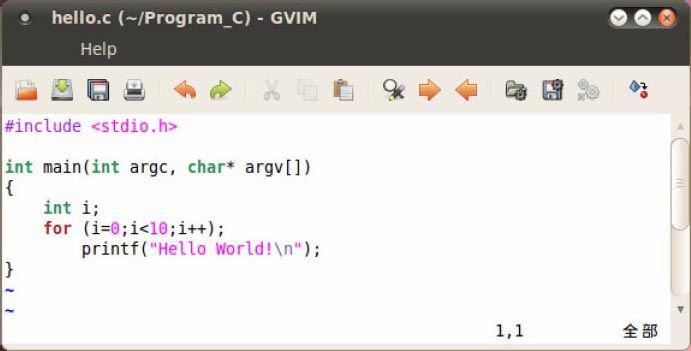 hello.c (~/Program_C) - GVIM
Help
#include <stdio.h>
int main(int argc, char* argv[])
{
    int i;
    for (i=0;i<10;i++);
        printf("Hello World!\n");
}
~
~
1,1 全部